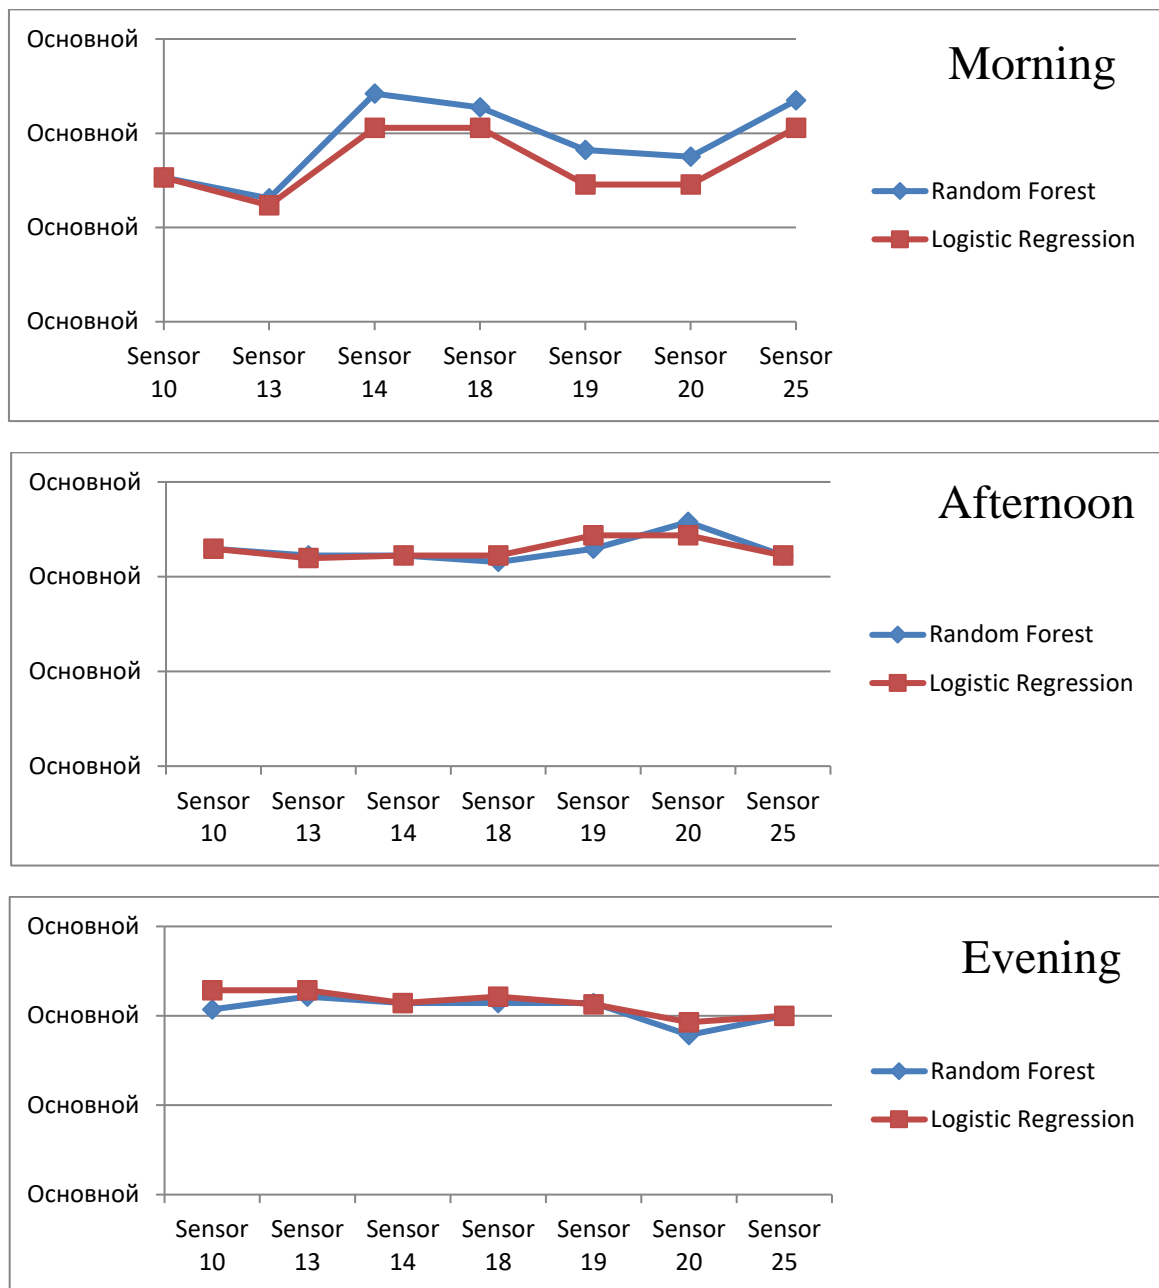 Основной
Morning
Основной
Random Forest
Основной
Logistic Regression
Основной
Sensor Sensor Sensor Sensor Sensor Sensor Sensor
10 13 14 18 19 20 25
Основной
Afternoon
Основной
Random Forest
Основной
Logistic Regression
Основной
Sensor Sensor Sensor Sensor Sensor Sensor Sensor
10 13 14 18 19 20 25
Основной
Evening
Основной
Random Forest
Основной
Logistic Regression
Основной
Sensor Sensor Sensor Sensor Sensor Sensor Sensor
10 13 14 18 19 20 25